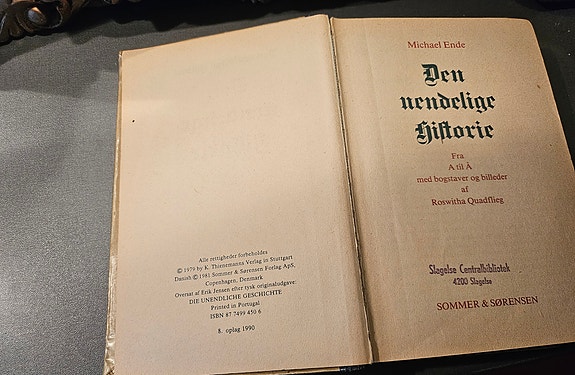 Alle rettigheder forbeholdes
© 1979 by K. Thienemanns Verlag in Stuttgart
Danish © 1981 Sommer & Sørensen Forlag ApS,
Copenhagen, Denmark
Oversat af Erik Jensen efter tysk originaludgave:
DIE UNENDLICHE GESCHICHTE
Printed in Portugal
ISBN 87 7499 450 6
8. oplag 1990
Michael Ende
Den
uendelige
Historie
Fra
A til Å
med bogstaver og billeder
af
Roswitha Quadflieg
Slagelse Centralbibliotek
4200 Slagelse
SOMMER & SØRENSEN